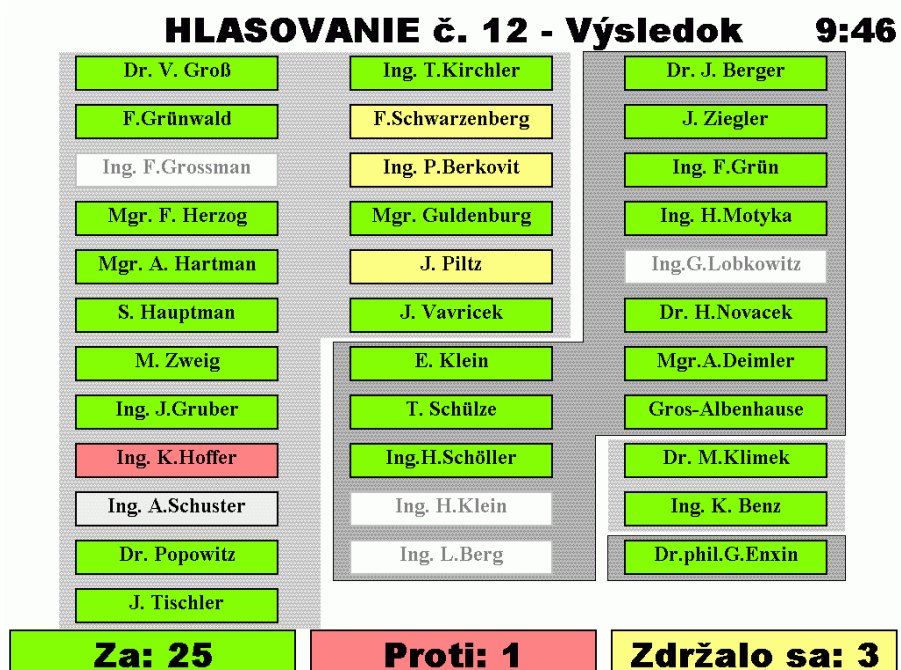 HLASOVANIE č. 12 - Výsledok 9:46
Dr. V. Groß
F.Grünwald
Ing. F.Grossman
Mgr. F. Herzog
Mgr. A. Hartman
S. Hauptman
M. Zweig
Ing. J.Gruber
Ing. K.Hoffer
Ing. A.Schuster
Dr. Popowitz
J. Tischler
Ing. T.Kirchler
F.Schwarzenberg
Ing. P.Berkovit
Mgr. Guldenburg
J. Piltz
J. Vavricek
E. Klein
T. Schülze
Ing.H.Schöller
Ing. H.Klein
Ing. L.Berg
Dr. J. Berger
J. Ziegler
Ing. F.Grün
Ing. H.Motyka
Ing.G.Lobkowitz
Dr. H.Novacek
Mgr.A.Deimler
Gros-Albenhause
Dr. M.Klimek
Ing. K. Benz
Dr.phil.G.Enxin
Za: 25
Proti: 1
Zdržalo sa: 3